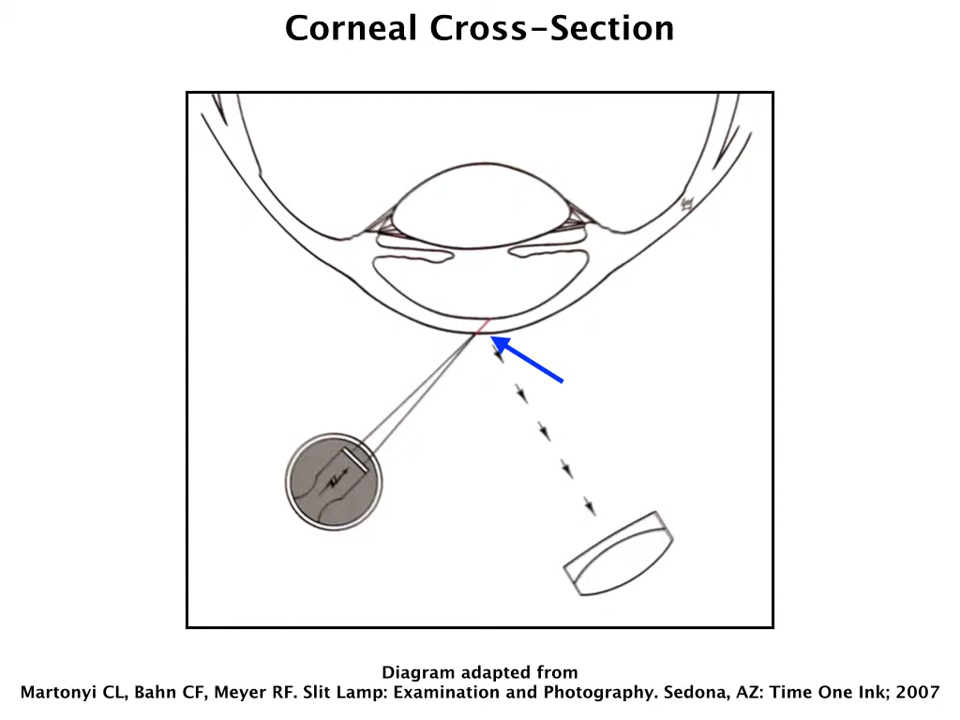 Corneal Cross-Section
Diagram adapted from
Martonyi CL, Bahn CF, Meyer RF. Slit Lamp: Examination and Photography. Sedona, AZ: Time One Ink; 2007